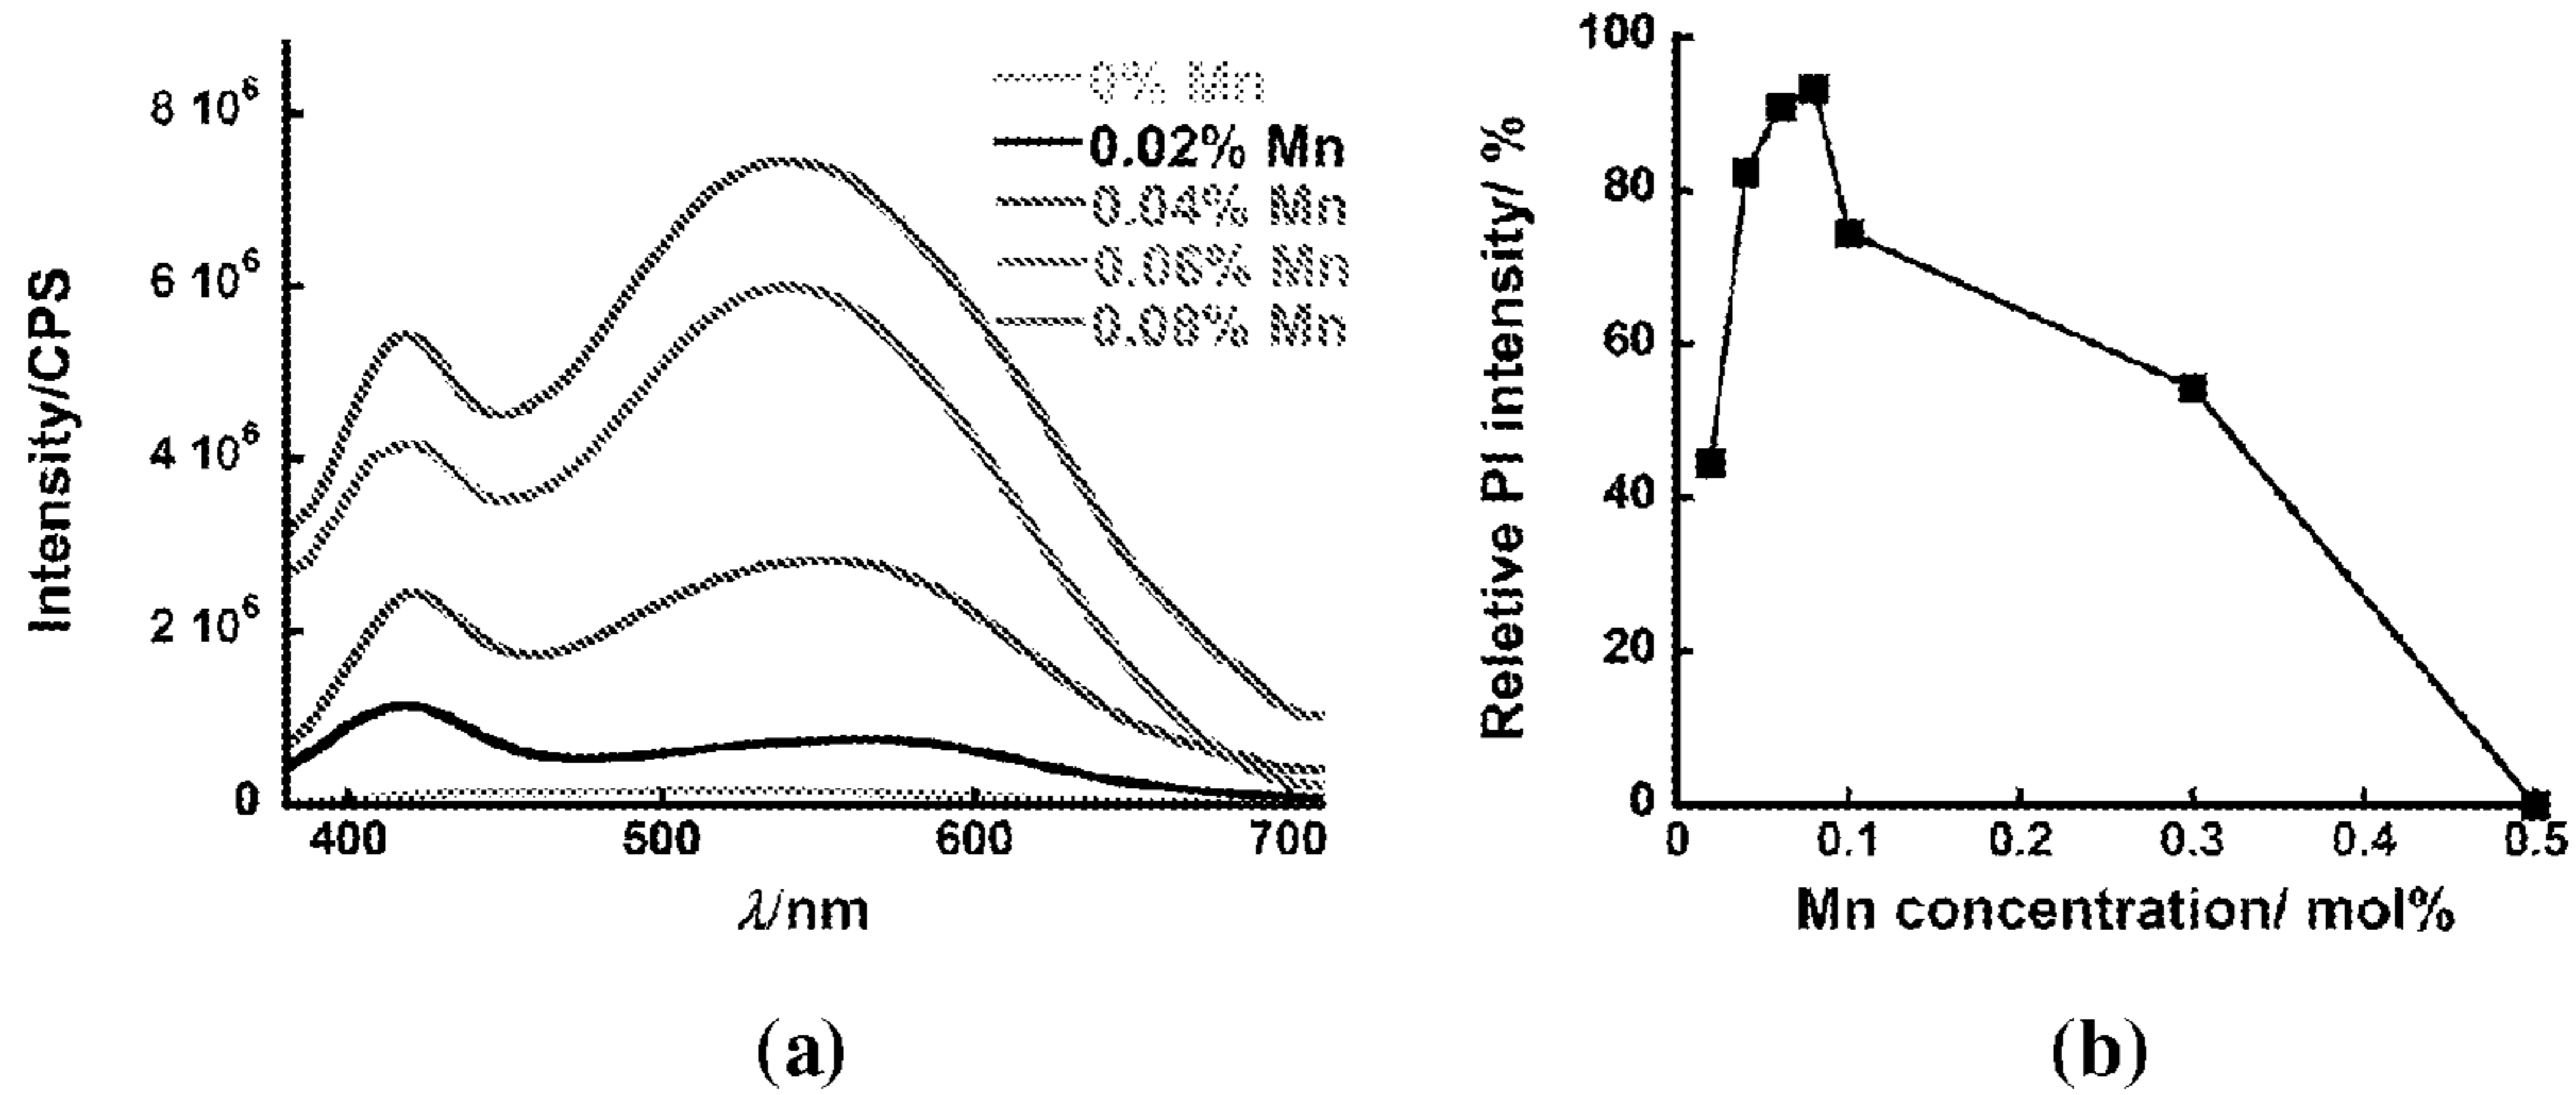 Intensity/CPS
8 10⁶
6 10⁶
4 10⁶
2 10⁶
0
400 500 600 700
λ/nm
0% Mn
0.02% Mn
0.04% Mn
0.06% Mn
0.08% Mn
(a)
Reletive Pl intensity/ %
100
80
60
40
20
0
0 0.1 0.2 0.3 0.4 0.5
Mn concentration/ mol%
(b)